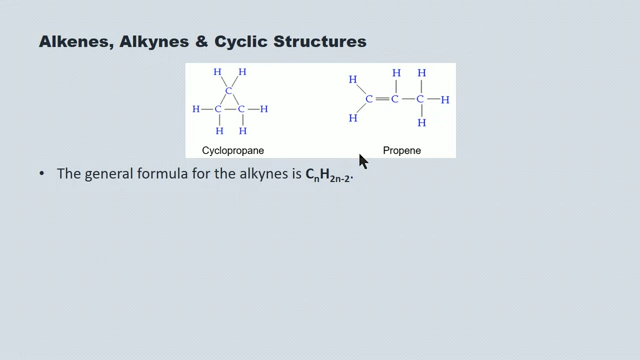 Alkenes, Alkynes & Cyclic Structures
H H
C
H C C H
H H
Cyclopropane
H H H
C C C H
H H
Propene
• The general formula for the alkynes is CₙH₂ₙ₋₂.